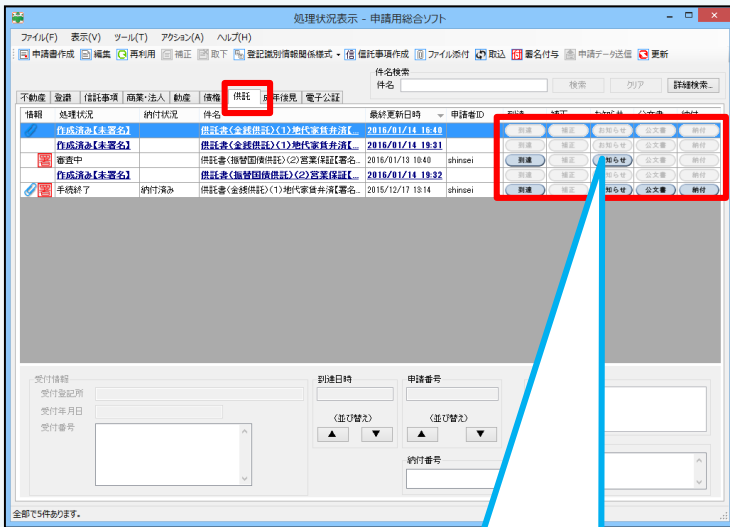 処理状況表示 - 申請用総合ソフト
ファイル(F) 表示(V) ツール(T) アクション(A) ヘルプ(H)
申請書作成 編集 再利用 補正 取下 登記識別情報関係様式 信託事項作成 ファイル添付 取込 署名付与 申請データ送信 更新
件名検索
件名 検索 クリア 詳細検索...
不動産 登識 信託事項 商業・法人 動産 債権 供託 成年後見 電子公証
情報 処理状況 納付状況 件名 最終更新日時 申請者ID 到達 補正 お知らせ 公文書 納付
作成済み【未署名】 供託書(金銭供託)(1)地代家賃弁済【... 2016/01/14 16:40 到達 補正 お知らせ 公文書 納付
作成済み【未署名】 供託書(金銭供託)(1)地代家賃弁済【... 2016/01/14 19:31 到達 補正 お知らせ 公文書 納付
審査中 供託書(振替国債供託)(2)営業保証【署名... 2016/01/13 10:40 shinsei 到達 補正 お知らせ 公文書 納付
作成済み【未署名】 供託書(振替国債供託)(2)営業保証【... 2016/01/14 19:32 到達 補正 お知らせ 公文書 納付
手続終了 納付済み 供託書(金銭供託)(1)地代家賃弁済【署名... 2015/12/17 13:14 shinsei 到達 補正 お知らせ 公文書 納付
受付情報 到達日時 申請番号
受付登記所
受付年月日
(並び替え) (並び替え)
受付番号
▲ ▼ ▲ ▼
納付番号
全部で5件あります。